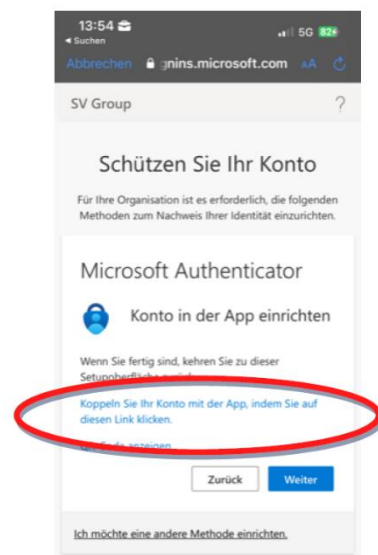 13:54
5G 82
◂ Suchen
Abbrechen gnins.microsoft.com AA
SV Group ?
Schützen Sie Ihr Konto
Für Ihre Organisation ist es erforderlich, die folgenden
Methoden zum Nachweis Ihrer Identität einzurichten.
Microsoft Authenticator
Konto in der App einrichten
Wenn Sie fertig sind, kehren Sie zu dieser
Koppeln Sie Ihr Konto mit der App, indem Sie auf
diesen Link klicken.
anzeigen
Zurück Weiter
Ich möchte eine andere Methode einrichten.